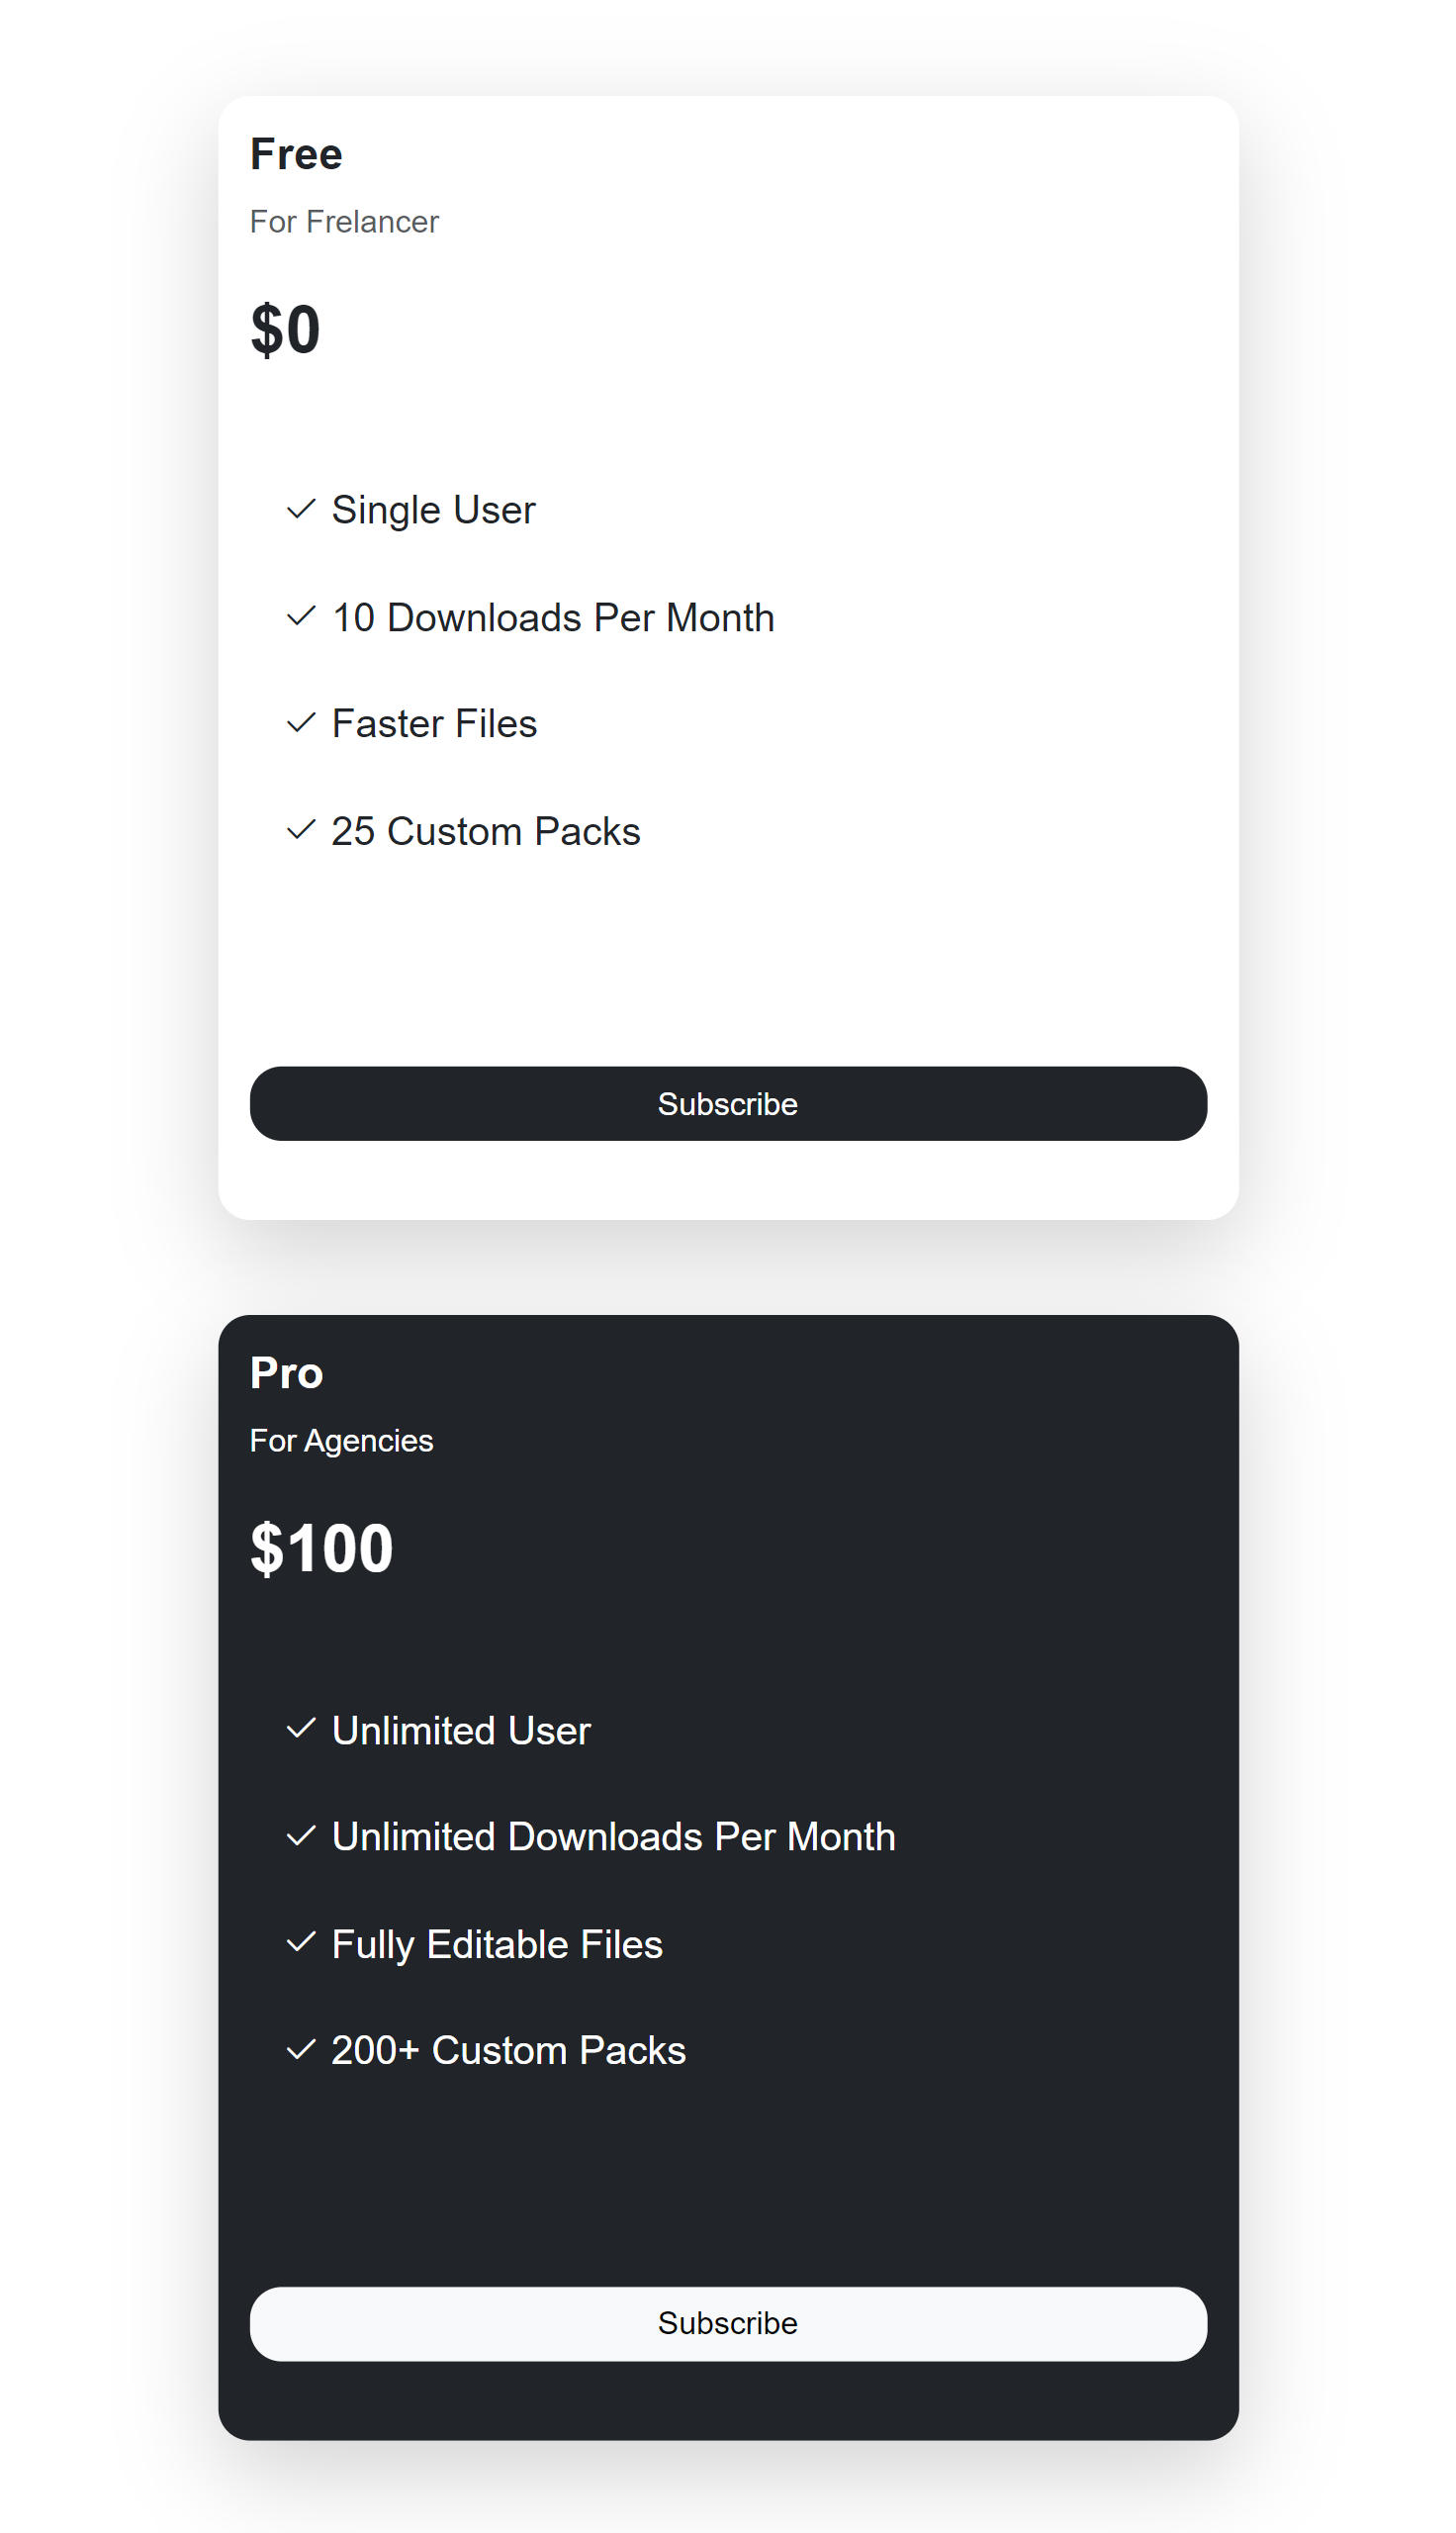 Free
For Frelancer
$0
Single User
10 Downloads Per Month
Faster Files
25 Custom Packs
Subscribe
Pro
For Agencies
$100
Unlimited User
Unlimited Downloads Per Month
Fully Editable Files
200+ Custom Packs
Subscribe